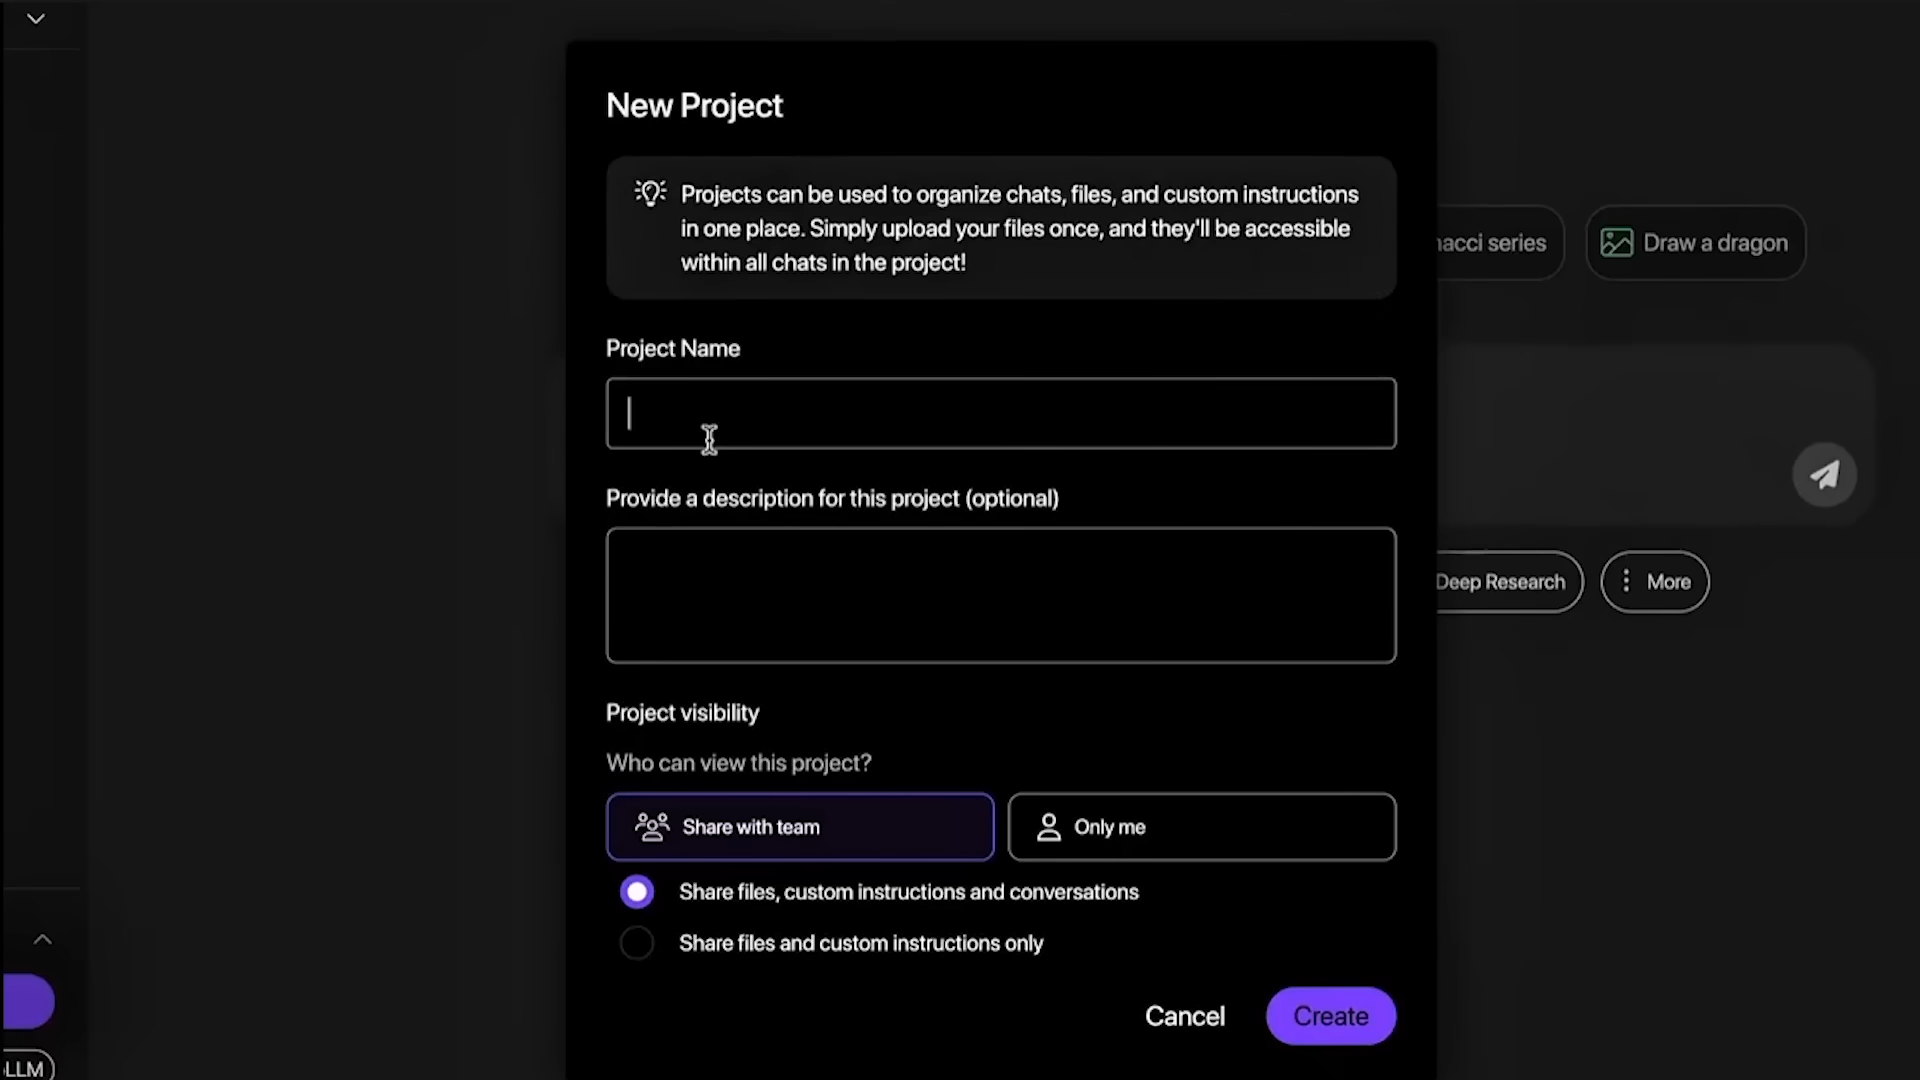 New Project
Projects can be used to organize chats, files, and custom instructions
in one place. Simply upload your files once, and they'll be accessible
within all chats in the project!
series
Draw a dragon
Project Name
Provide a description for this project (optional)
Deep Research
More
Project visibility
Who can view this project?
Share with team
Only me
Share files, custom instructions and conversations
Share files and custom instructions only
Cancel
Create
LLM